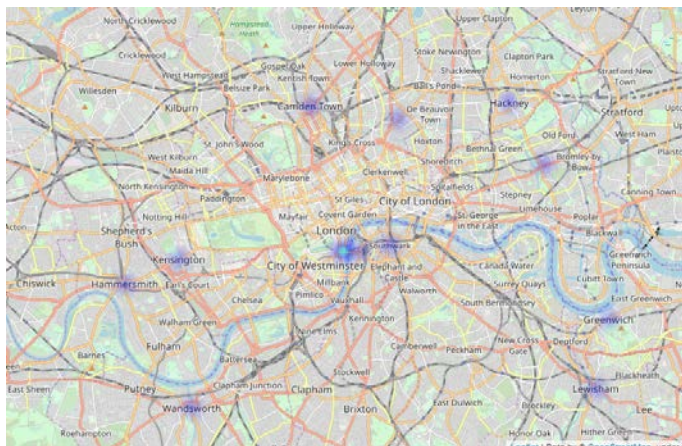 North Cricklewood
Hampstead
Heath
Upper Holloway
Upper Clapton
Leyton
Cricklewood
Stoke Newington
Gospel Oak
Lower Holloway
Shacklewell
Clapton Park
West Hampstead
Kentish Town
Homerton
Stratford New
Town
Willesden
Belsize Park
Ball's Pond
Kilburn
Camden Town
De Beauvoir
Town
Hackney
Stratford
St. John's Wood
King's Cross
Hoxton
Old Ford
West Ham
West Kilburn
Shoreditch
Bethnal Green
Bromley-by-
Bow
Plaistow
Maida Hill
Marylebone
Clerkenwell
North Kensington
Paddington
St Giles
Spitalfields
Stepney
Canning Town
Notting Hill
Mayfair
Covent Garden
City of London
Limehouse
Poplar
Shepherd's
Bush
London
St. George
in the East
Blackwall
Acton
Kensington
City of Westminster
Southwark
Elephant and
Castle
Canada Water
Greenwich
Peninsula
Chiswick
Hammersmith
Earl's Court
Millbank
Pimlico
Walworth
Surrey Quays
Cubitt Town
Chelsea
Vauxhall
South Bermondsey
East Greenwich
Walham Green
Kennington
Greenwich
Fulham
Nine Elms
New Cross
Gate
Deptford
Barnes
Battersea
Camberwell
Peckham
East Sheen
Putney
Clapham Junction
Stockwell
Clapham
Lewisham
Blackheath
Roehampton
Wandsworth
Brixton
East Dulwich
Brockley
Lee
Honor Oak
Hither Green